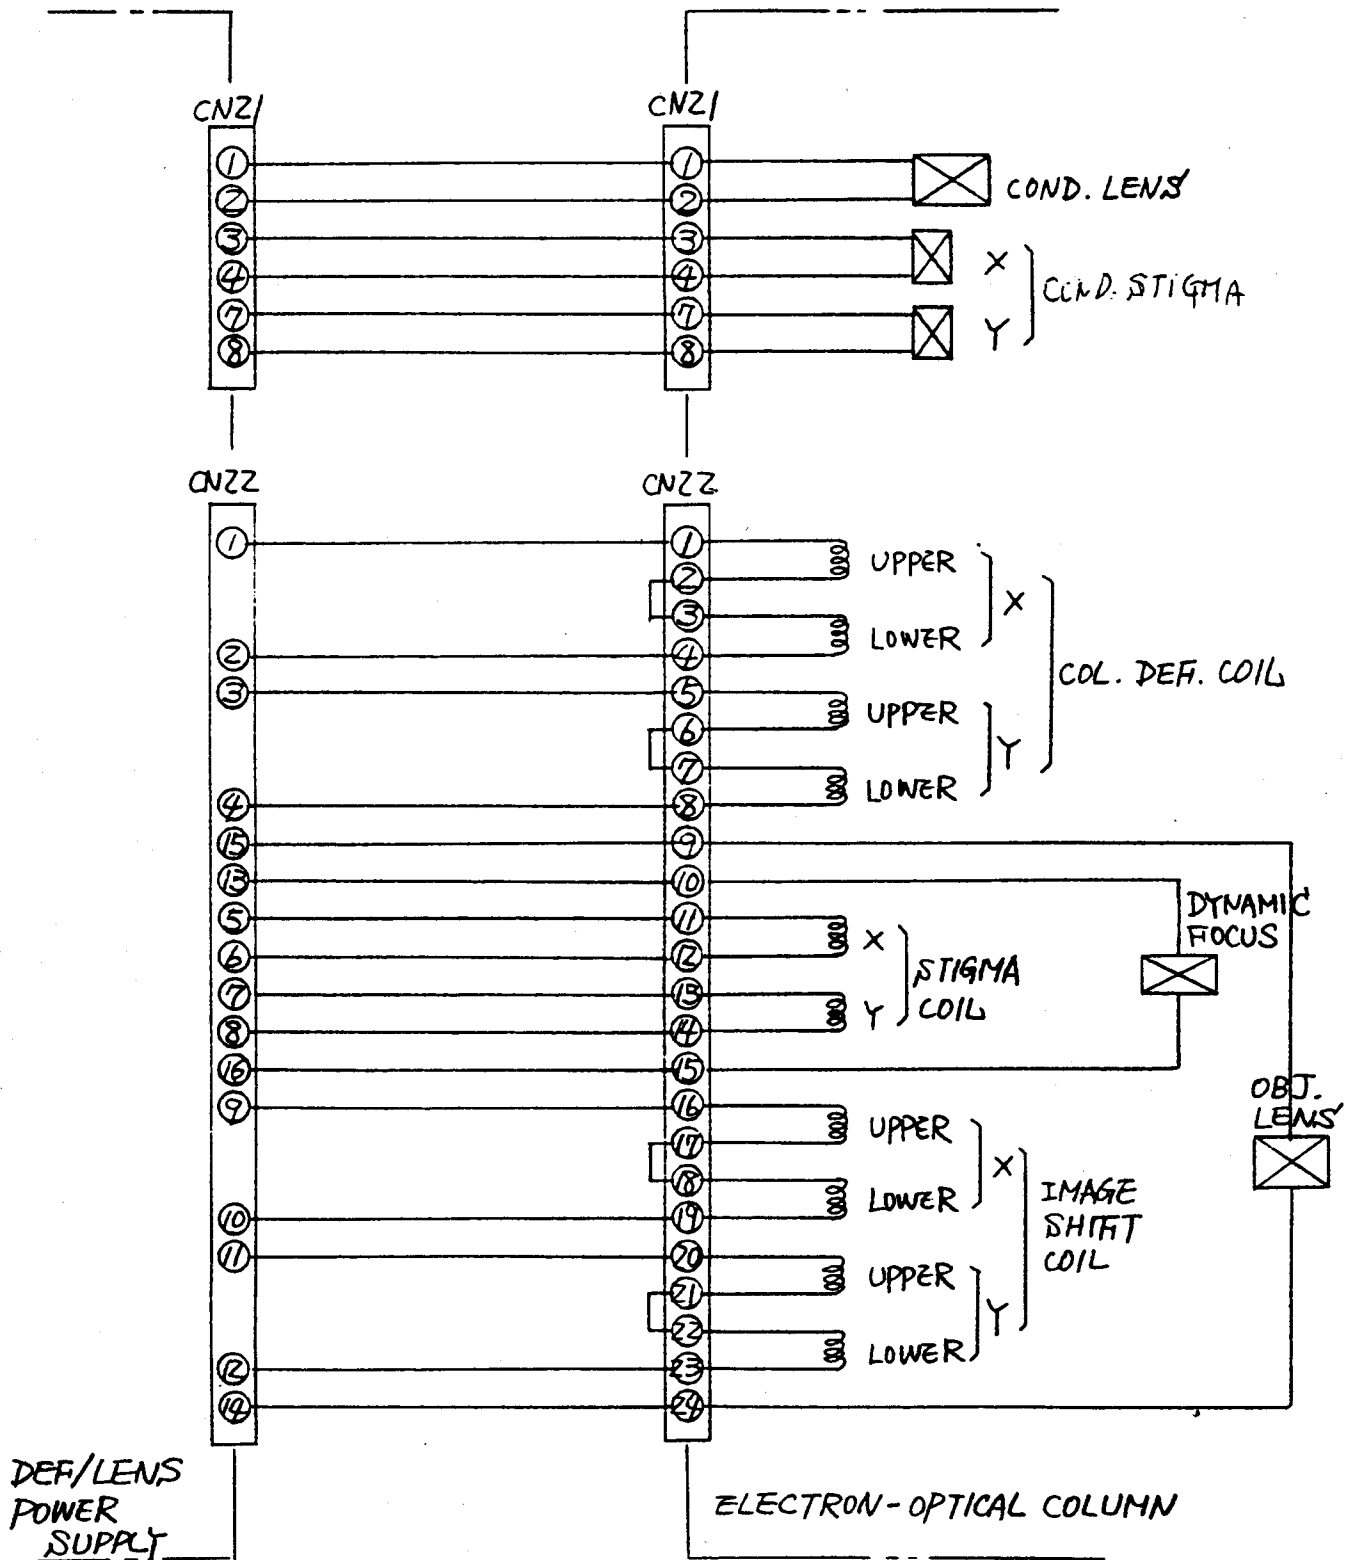 CN21
CN21
① ①
② ② COND. LENS
③ ③
④ ④ X
COND. STIGMA
⑦ ⑦
⑧ ⑧ Y
CN22
CN22
① ①
UPPER
②
X
③
LOWER
② ④
COL. DEF. COIL
③ ⑤
UPPER
⑥
Y
⑦
LOWER
④ ⑧
⑮ ⑨
⑬ ⑩
DYNAMIC
FOCUS
⑤ ⑪
X
⑥ ⑫
STIGMA
COIL
⑦ ⑬
Y
⑧ ⑭
⑯ ⑮
OBJ.
LENS
⑨ ⑯
UPPER
⑰
X
⑱
LOWER
IMAGE
SHIFT
COIL
⑩ ⑲
⑪ ⑳
UPPER
㉑
Y
㉒
LOWER
⑫ ㉓
⑭ ㉔
DEF/LENS
POWER
SUPPLY
ELECTRON-OPTICAL COLUMN